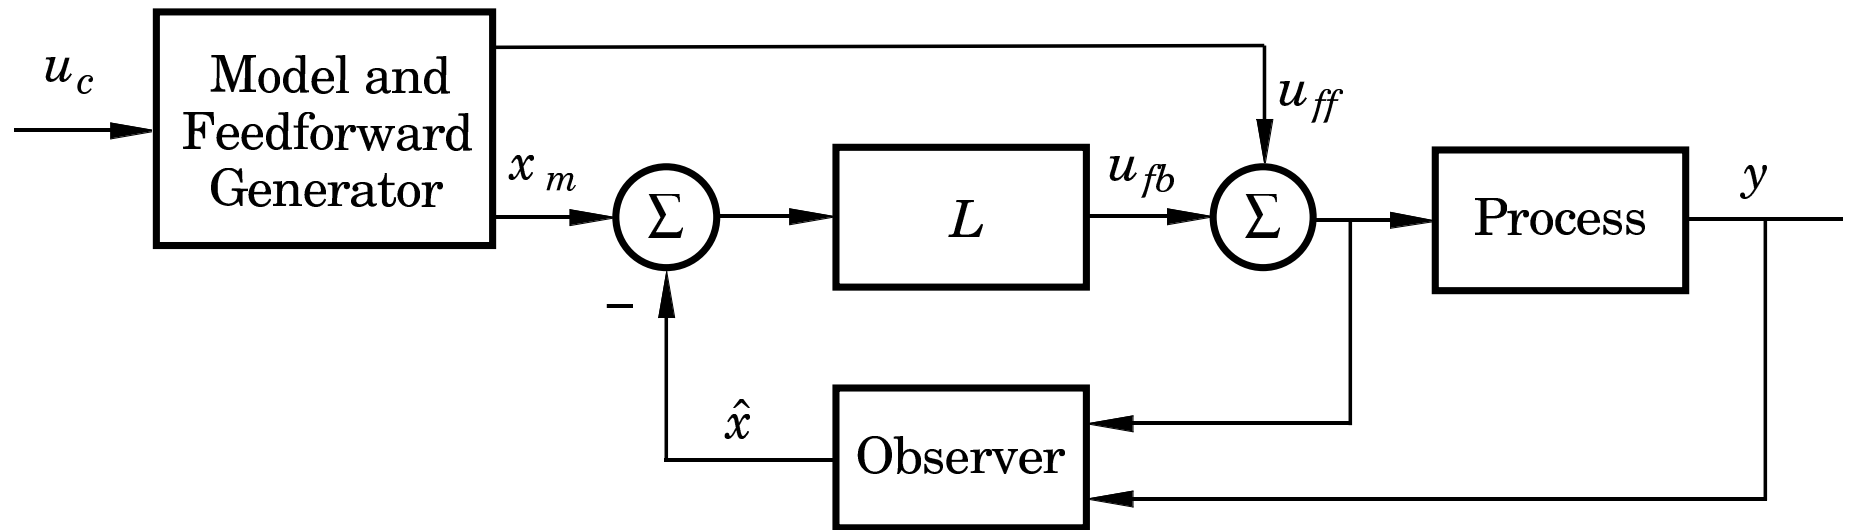 u_c
Model and
Feedforward
Generator
x_m
Σ
L
u_fb
u_ff
Σ
Process
y
−
x̂
Observer